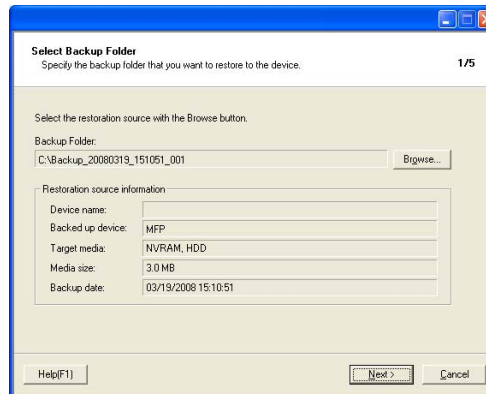 Select Backup Folder
Specify the backup folder that you want to restore to the device.
1/5
Select the restoration source with the Browse button.
Backup Folder:
C:\Backup_20080319_151051_001
Browse...
Restoration source information
Device name:
Backed up device: MFP
Target media: NVRAM, HDD
Media size: 3.0 MB
Backup date: 03/19/2008 15:10:51
Help(F1)
Next >
Cancel